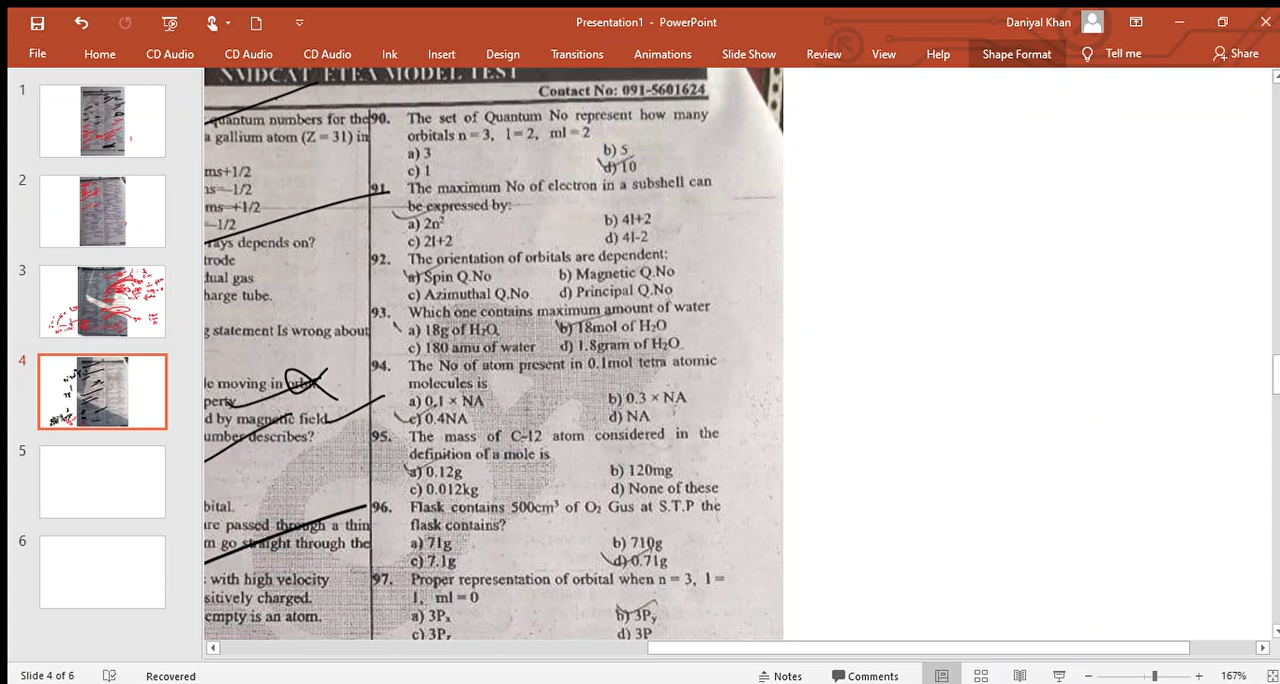 Presentation1 - PowerPoint
Daniyal Khan
File Home CD Audio CD Audio CD Audio Ink Insert Design Transitions Animations Slide Show Review View Help Shape Format Tell me Share
1
2
3
4
5
6
NMDCAT ETEA MODEL TEST
Contact No: 091-5601624
quantum numbers for the
a gallium atom (Z = 31) in
ms+1/2
ns=-1/2
ms=+1/2
=-1/2
rays depends on?
trode
dual gas
harge tube.
g statement Is wrong about
le moving in orbit
perty
d by magnetic field
umber describes?
bital.
are passed through a thin
m go straight through the
: with high velocity
sitively charged.
empty is an atom.
90. The set of Quantum No represent how many
orbitals n = 3, l = 2, ml = 2
a) 3 b) 5
c) 1 d) 10
91. The maximum No of electron in a subshell can
be expressed by:
a) 2n² b) 4l+2
c) 2l+2 d) 4l-2
92. The orientation of orbitals are dependent:
a) Spin Q.No b) Magnetic Q.No
c) Azimuthal Q.No d) Principal Q.No
93. Which one contains maximum amount of water
a) 18g of H₂O b) 18mol of H₂O
c) 180 amu of water d) 1.8gram of H₂O
94. The No of atom present in 0.1mol tetra atomic
molecules is
a) 0.1 × NA b) 0.3 × NA
c) 0.4NA d) NA
95. The mass of C-12 atom considered in the
definition of a mole is
a) 0.12g b) 120mg
c) 0.012kg d) None of these
96. Flask contains 500cm³ of O₂ Gus at S.T.P the
flask contains?
a) 71g b) 710g
c) 7.1g d) 0.71g
97. Proper representation of orbital when n = 3, l =
1, ml = 0
a) 3Pₓ b) 3Pᵧ
c) 3P d) 3P
Slide 4 of 6 Recovered Notes Comments 167%